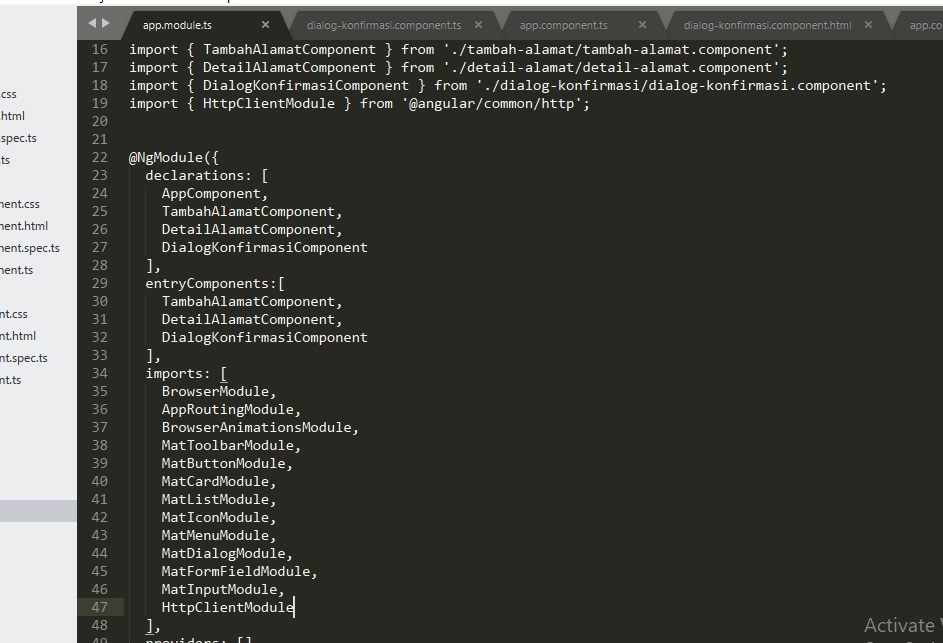 app.module.ts × dialog-konfirmasi.component.ts × app.component.ts × dialog-konfirmasi.component.html × app.co
.css
.html
.spec.ts
.ts
nent.css
nent.html
nent.spec.ts
nent.ts
nt.css
nt.html
nt.spec.ts
nt.ts
16 import { TambahAlamatComponent } from './tambah-alamat/tambah-alamat.component';
17 import { DetailAlamatComponent } from './detail-alamat/detail-alamat.component';
18 import { DialogKonfirmasiComponent } from './dialog-konfirmasi/dialog-konfirmasi.component';
19 import { HttpClientModule } from '@angular/common/http';
20
21
22 @NgModule({
23 declarations: [
24 AppComponent,
25 TambahAlamatComponent,
26 DetailAlamatComponent,
27 DialogKonfirmasiComponent
28 ],
29 entryComponents:[
30 TambahAlamatComponent,
31 DetailAlamatComponent,
32 DialogKonfirmasiComponent
33 ],
34 imports: [
35 BrowserModule,
36 AppRoutingModule,
37 BrowserAnimationsModule,
38 MatToolbarModule,
39 MatButtonModule,
40 MatCardModule,
41 MatListModule,
42 MatIconModule,
43 MatMenuModule,
44 MatDialogModule,
45 MatFormFieldModule,
46 MatInputModule,
47 HttpClientModule
48 ],
49 providers: []
Activate